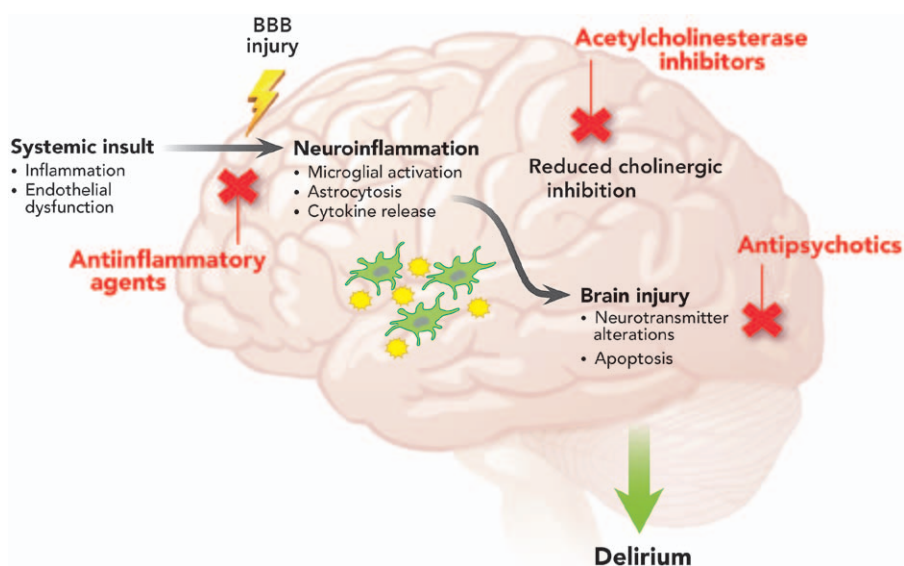 BBB
injury
Acetylcholinesterase
inhibitors
Systemic insult
• Inflammation
• Endothelial
dysfunction
Neuroinflammation
• Microglial activation
• Astrocytosis
• Cytokine release
Reduced cholinergic
inhibition
Antiinflammatory
agents
Antipsychotics
Brain injury
• Neurotransmitter
alterations
• Apoptosis
Delirium